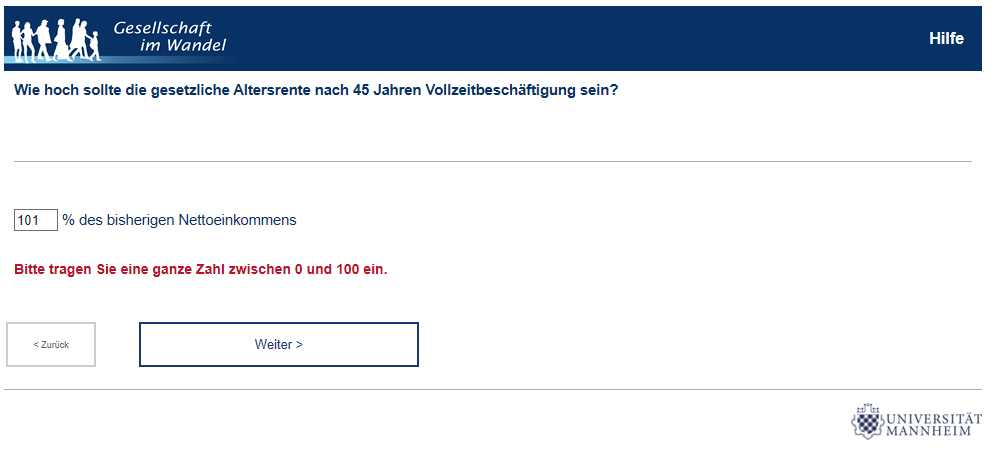 Gesellschaft
im Wandel
Hilfe
Wie hoch sollte die gesetzliche Altersrente nach 45 Jahren Vollzeitbeschäftigung sein?
101 % des bisherigen Nettoeinkommens
Bitte tragen Sie eine ganze Zahl zwischen 0 und 100 ein.
< Zurück
Weiter >
UNIVERSITÄT
MANNHEIM